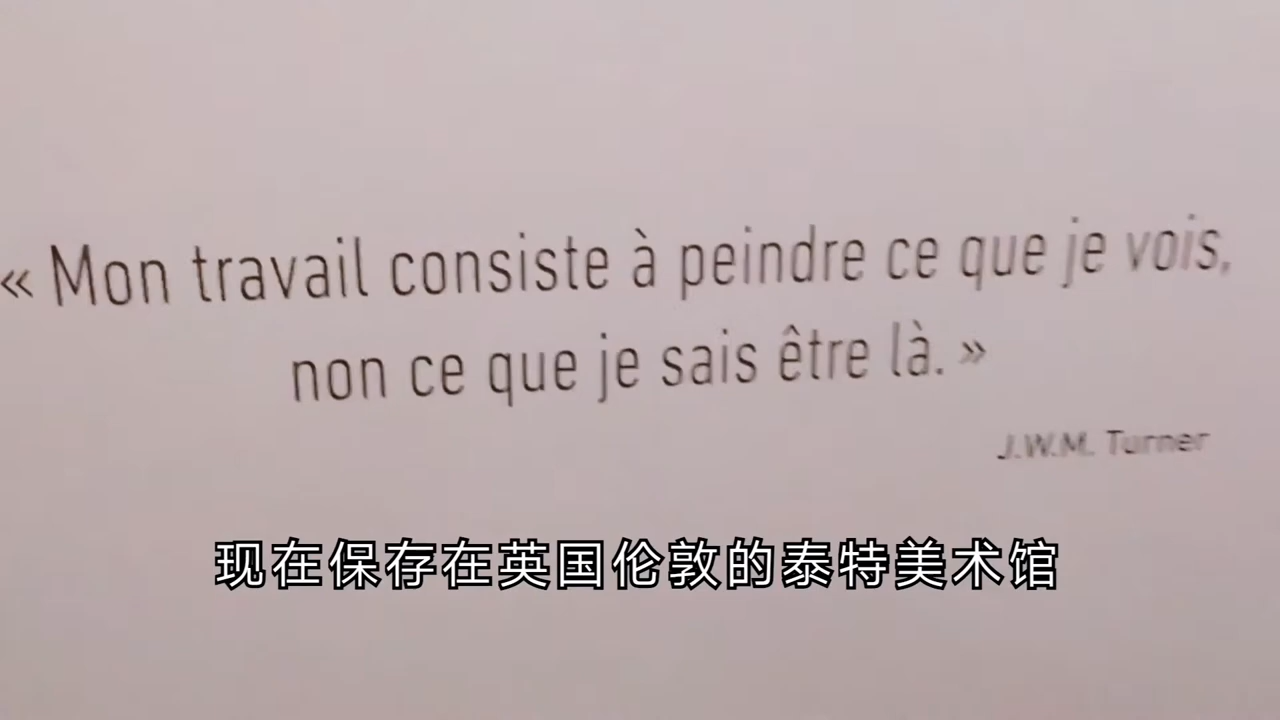 « Mon travail consiste à peindre ce que je vois,
non ce que je sais être là. »
J.W.M. Turner
现在保存在英国伦敦的泰特美术馆